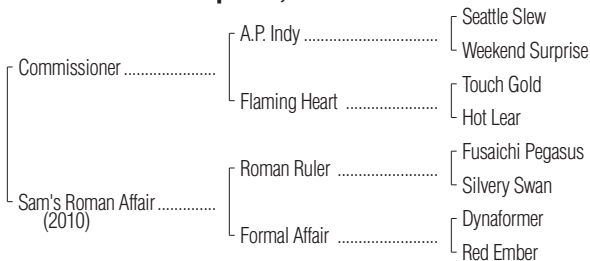 Seattle Slew
A.P. Indy ................................
Weekend Surprise
Commissioner ......................
Touch Gold
Flaming Heart ......................
Hot Lear
Fusaichi Pegasus
Roman Ruler ........................
Silvery Swan
Sam's Roman Affair ..............
(2010)
Dynaformer
Formal Affair ........................
Red Ember